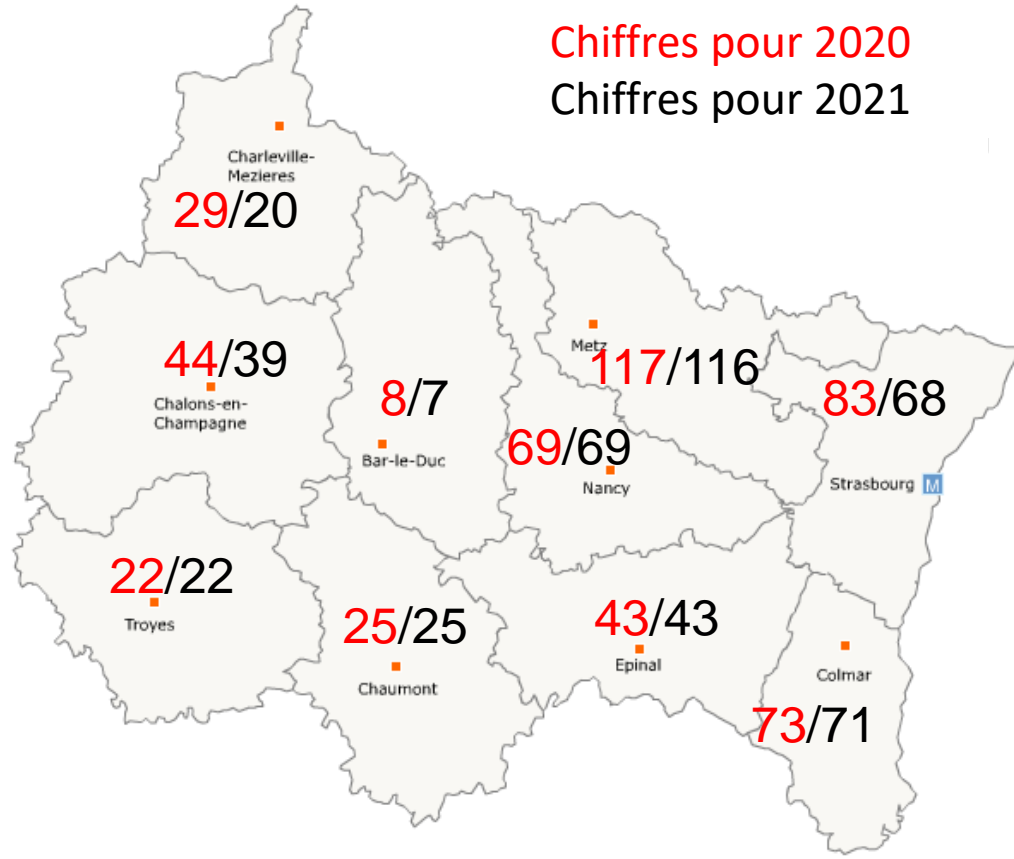 Chiffres pour 2020
Chiffres pour 2021
Charleville-
Mezieres
29/20
44/39
Chalons-en-
Champagne
8/7
Bar-le-Duc
Metz
117/116
69/69
Nancy
83/68
Strasbourg M
22/22
Troyes
25/25
Chaumont
43/43
Epinal
Colmar
73/71